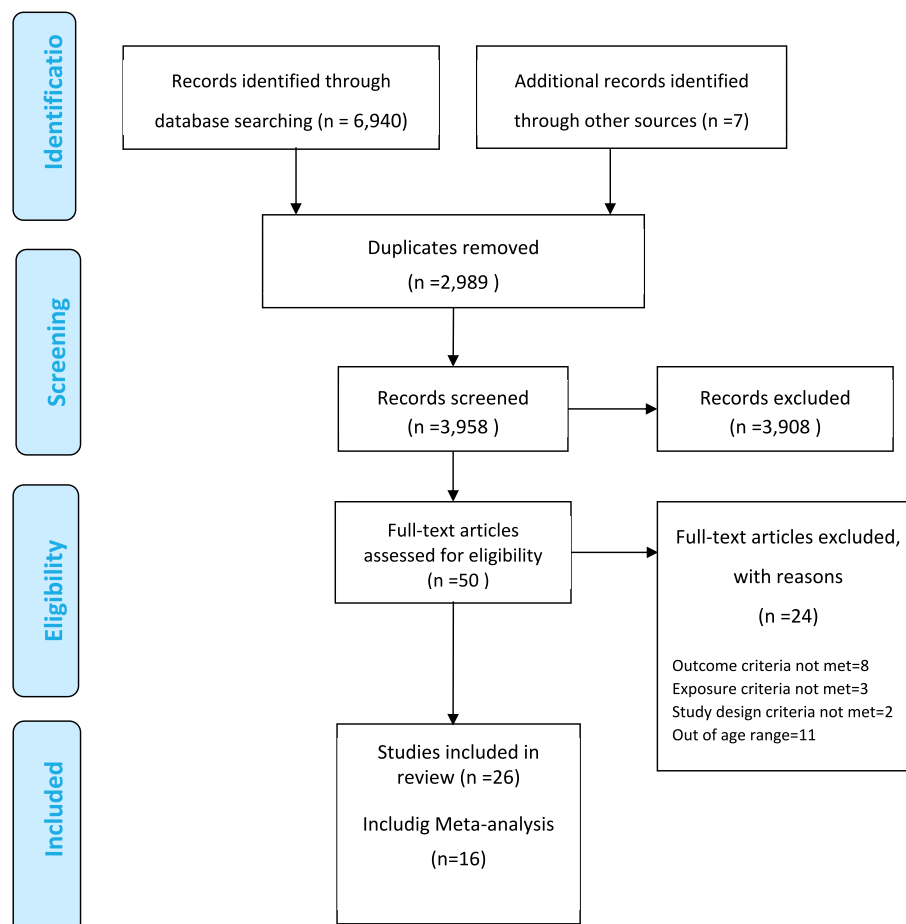 Identificatio
Records identified through
database searching (n = 6,940)
Additional records identified
through other sources (n =7)
Duplicates removed
(n =2,989 )
Screening
Records screened
(n =3,958 )
Records excluded
(n =3,908 )
Eligibility
Full-text articles
assessed for eligibility
(n =50 )
Full-text articles excluded,
with reasons
(n =24)
Outcome criteria not met=8
Exposure criteria not met=3
Study design criteria not met=2
Out of age range=11
Included
Studies included in
review (n =26)
Includig Meta-analysis
(n=16)